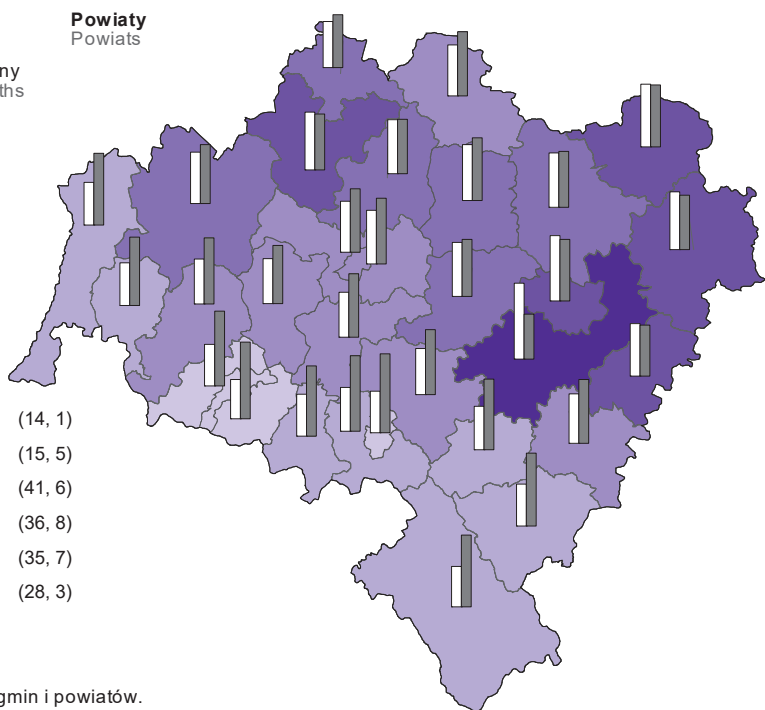 Powiaty
Powiats
ny
ths
(14, 1)
(15, 5)
(41, 6)
(36, 8)
(35, 7)
(28, 3)
gmin i powiatów.